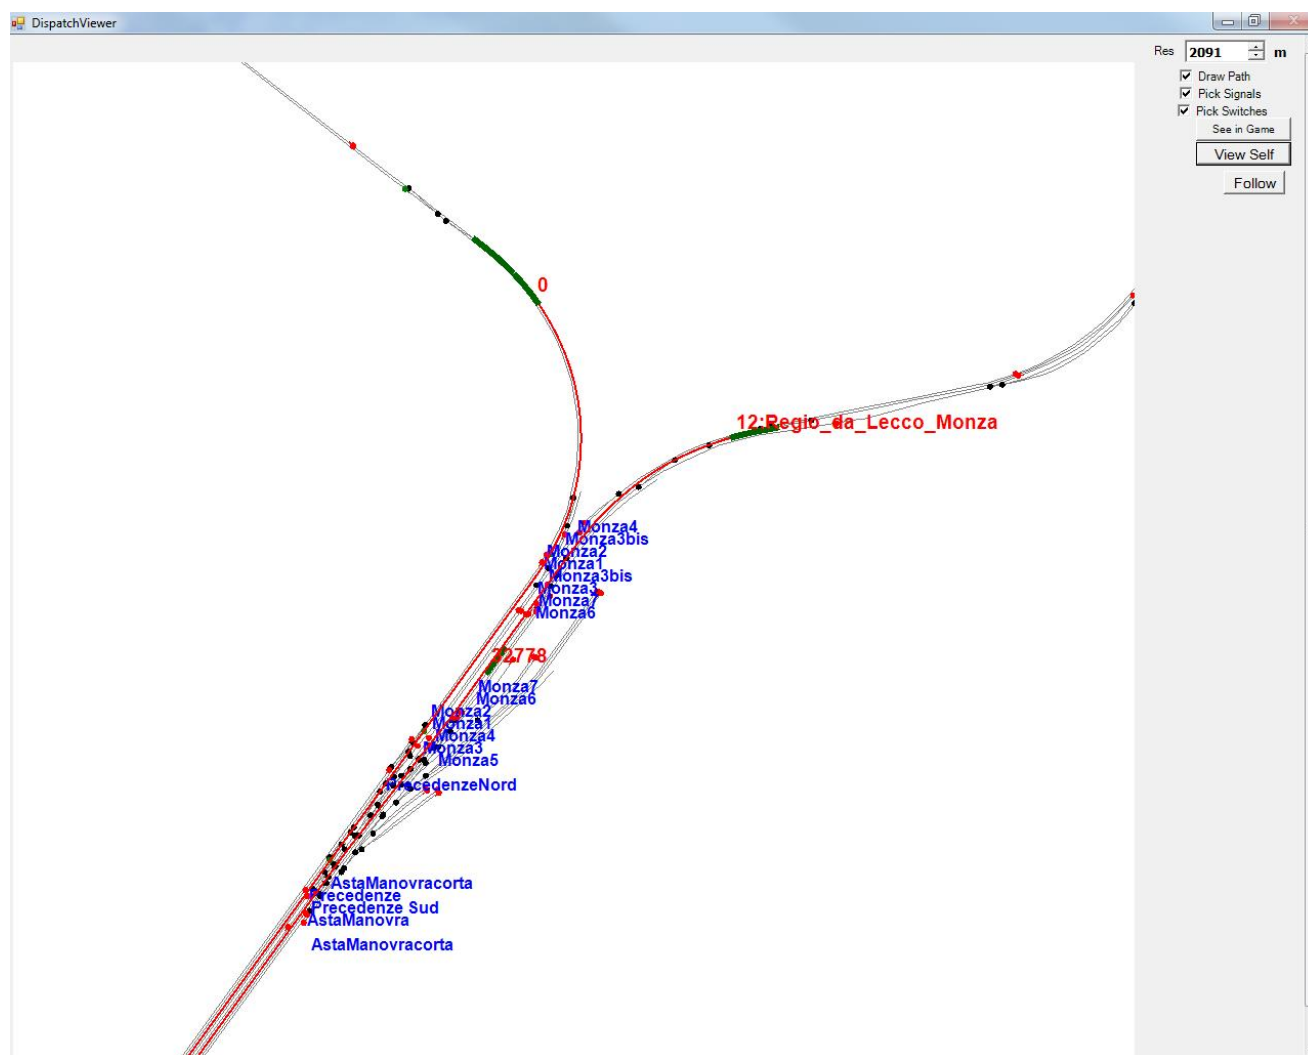 DispatchViewer
Res 2091 m
Draw Path
Pick Signals
Pick Switches
See in Game
View Self
Follow
0
12:Regio_da_Lecco_Monza
Monza4
Monza3bis
Monza2
Monza1
Monza3bis
Monza3
Monza7
Monza6
32778
Monza7
Monza6
Monza2
Monza1
Monza4
Monza3
Monza5
PrecedenzeNord
AstaManovracorta
Precedenze
Precedenze Sud
AstaManovra
AstaManovracorta